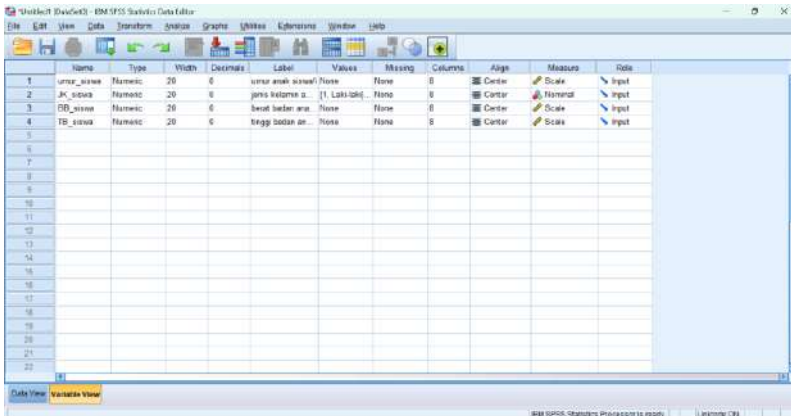 *Untitled1 [DataSet0] - IBM SPSS Statistics Data Editor
File Edit View Data Transform Analyze Graphs Utilities Extensions Window Help
Name Type Width Decimals Label Values Missing Columns Align Measure Role
1 umur_siswa Numeric 20 0 umur anak siswa/i None None 8 Center Scale Input
2 JK_siswa Numeric 20 0 jenis kelamin a... {1, Laki-laki}... None 8 Center Nominal Input
3 BB_siswa Numeric 20 0 berat badan ana... None None 8 Center Scale Input
4 TB_siswa Numeric 20 0 tinggi badan an... None None 8 Center Scale Input
5
6
7
8
9
10
11
12
13
14
15
16
17
18
19
20
21
22
Data View Variable View
IBM SPSS Statistics Processor is ready Unicode:ON